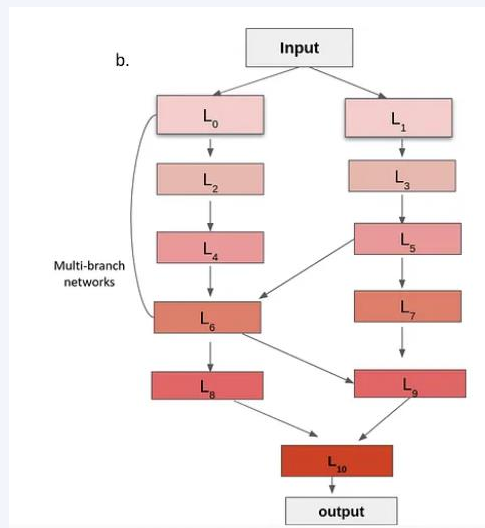 Input
b.
L₀
L₁
L₂
L₃
L₄
L₅
Multi-branch
networks
L₆
L₇
L₈
L₉
L₁₀
output